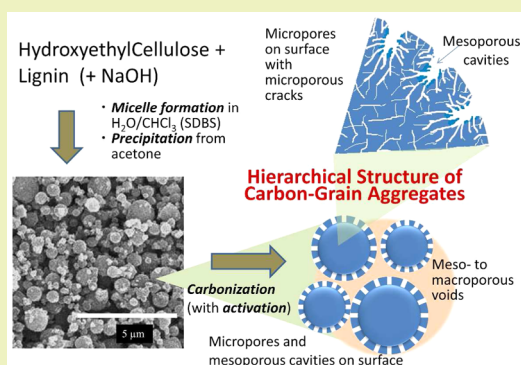 HydroxyethylCellulose +
Lignin (+ NaOH)
· Micelle formation in
H₂O/CHCl₃ (SDBS)
· Precipitation from
acetone
Micropores
on surface
with
microporous
cracks
Mesoporous
cavities
Hierarchical Structure of
Carbon-Grain Aggregates
5 µm
Carbonization
(with activation)
Meso- to
macroporous
voids
Micropores and
mesoporous cavities on surface